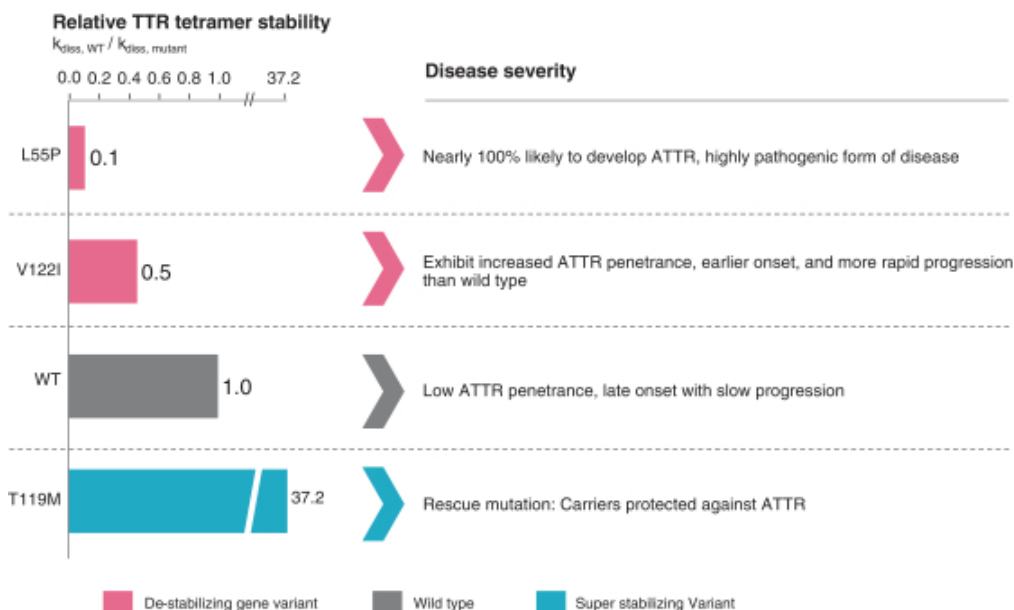 Relative TTR tetramer stability
kdiss, WT / kdiss, mutant
0.0 0.2 0.4 0.6 0.8 1.0 37.2
Disease severity
L55P
0.1
Nearly 100% likely to develop ATTR, highly pathogenic form of disease
V122I
0.5
Exhibit increased ATTR penetrance, earlier onset, and more rapid progression
than wild type
WT
1.0
Low ATTR penetrance, late onset with slow progression
T119M
37.2
Rescue mutation: Carriers protected against ATTR
De-stabilizing gene variant
Wild type
Super stabilizing Variant